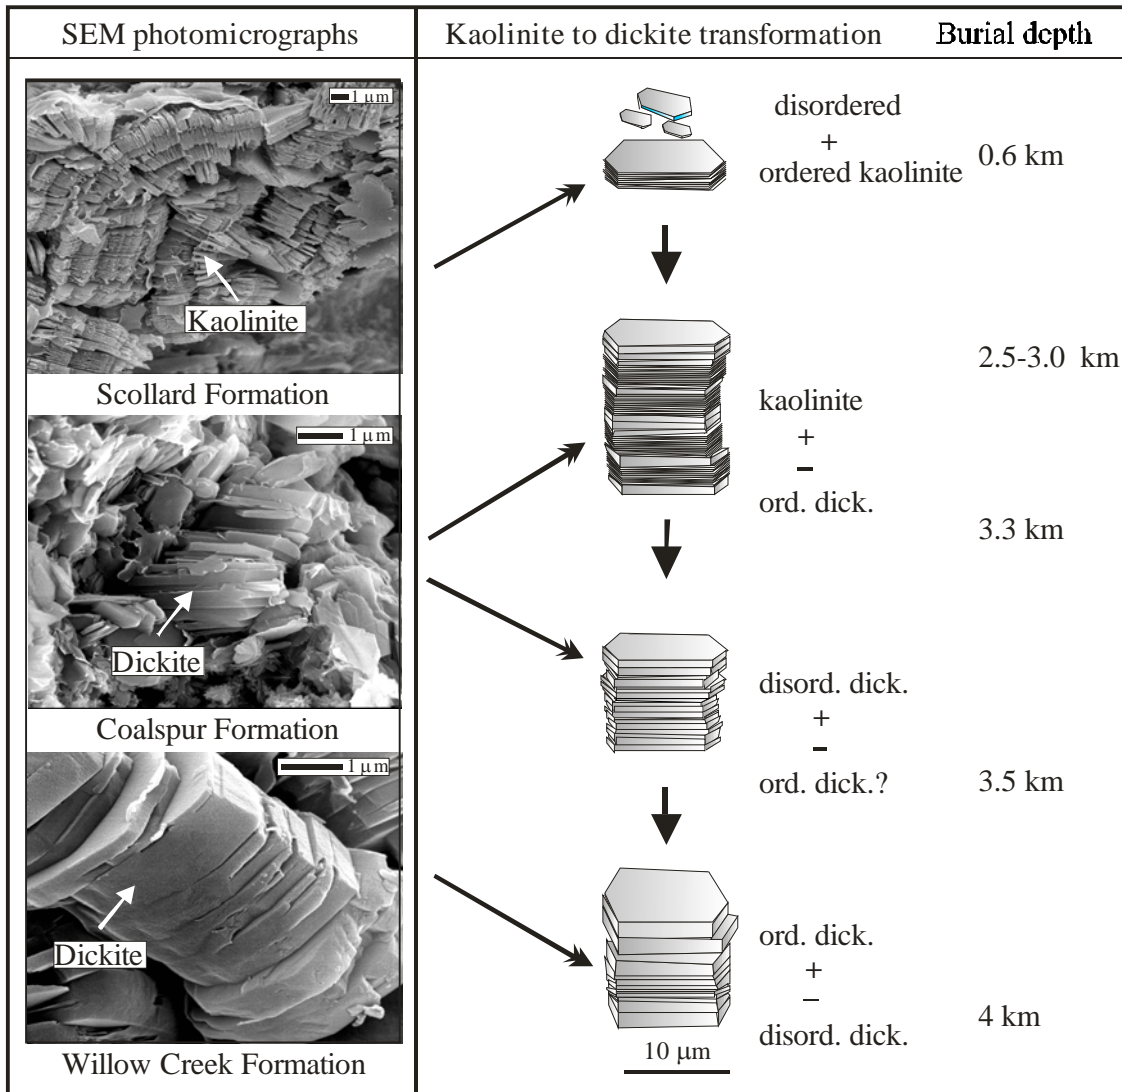 SEM photomicrographs
Kaolinite to dickite transformation
Burial depth
1 μm
Kaolinite
Scollard Formation
1 μm
Dickite
Coalspur Formation
1 μm
Dickite
Willow Creek Formation
disordered
+
ordered kaolinite
0.6 km
2.5-3.0 km
kaolinite
+
–
ord. dick.
3.3 km
disord. dick.
+
–
ord. dick.?
3.5 km
ord. dick.
+
–
disord. dick.
4 km
10 μm